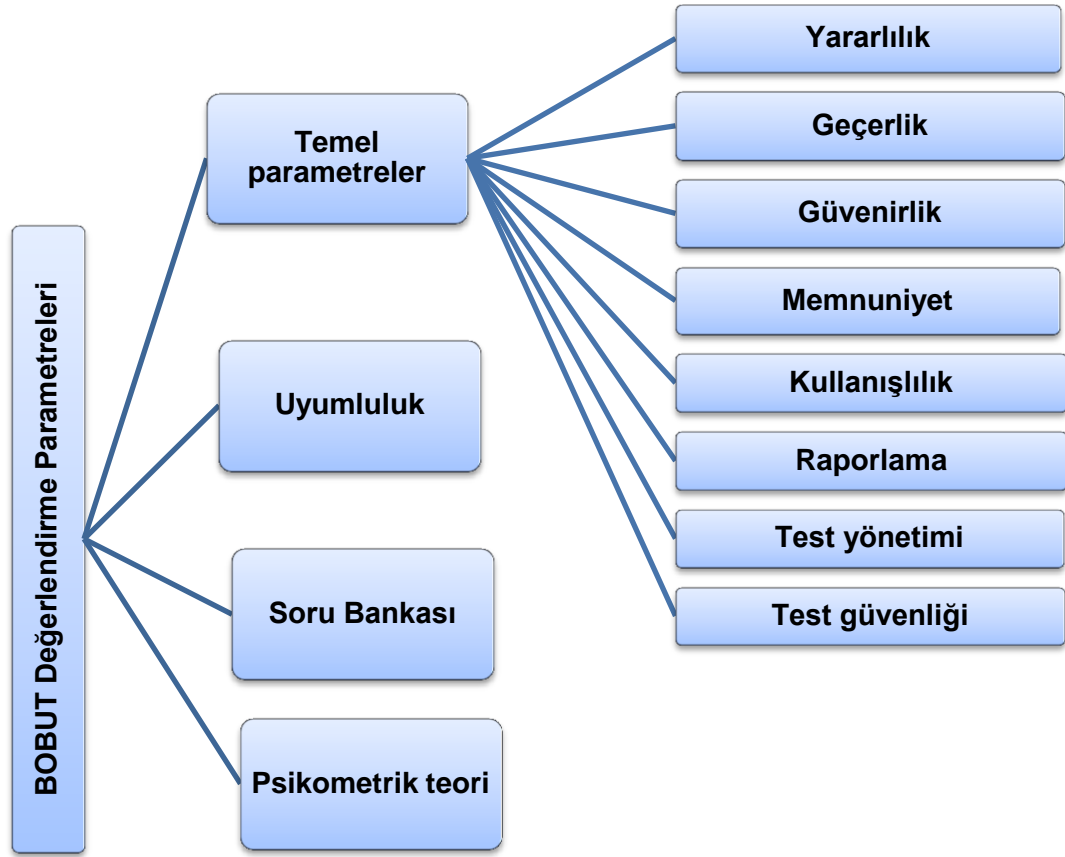 BOBUT Değerlendirme Parametreleri
Temel
parametreler
Uyumluluk
Soru Bankası
Psikometrik teori
Yararlılık
Geçerlik
Güvenirlik
Memnuniyet
Kullanışlılık
Raporlama
Test yönetimi
Test güvenliği